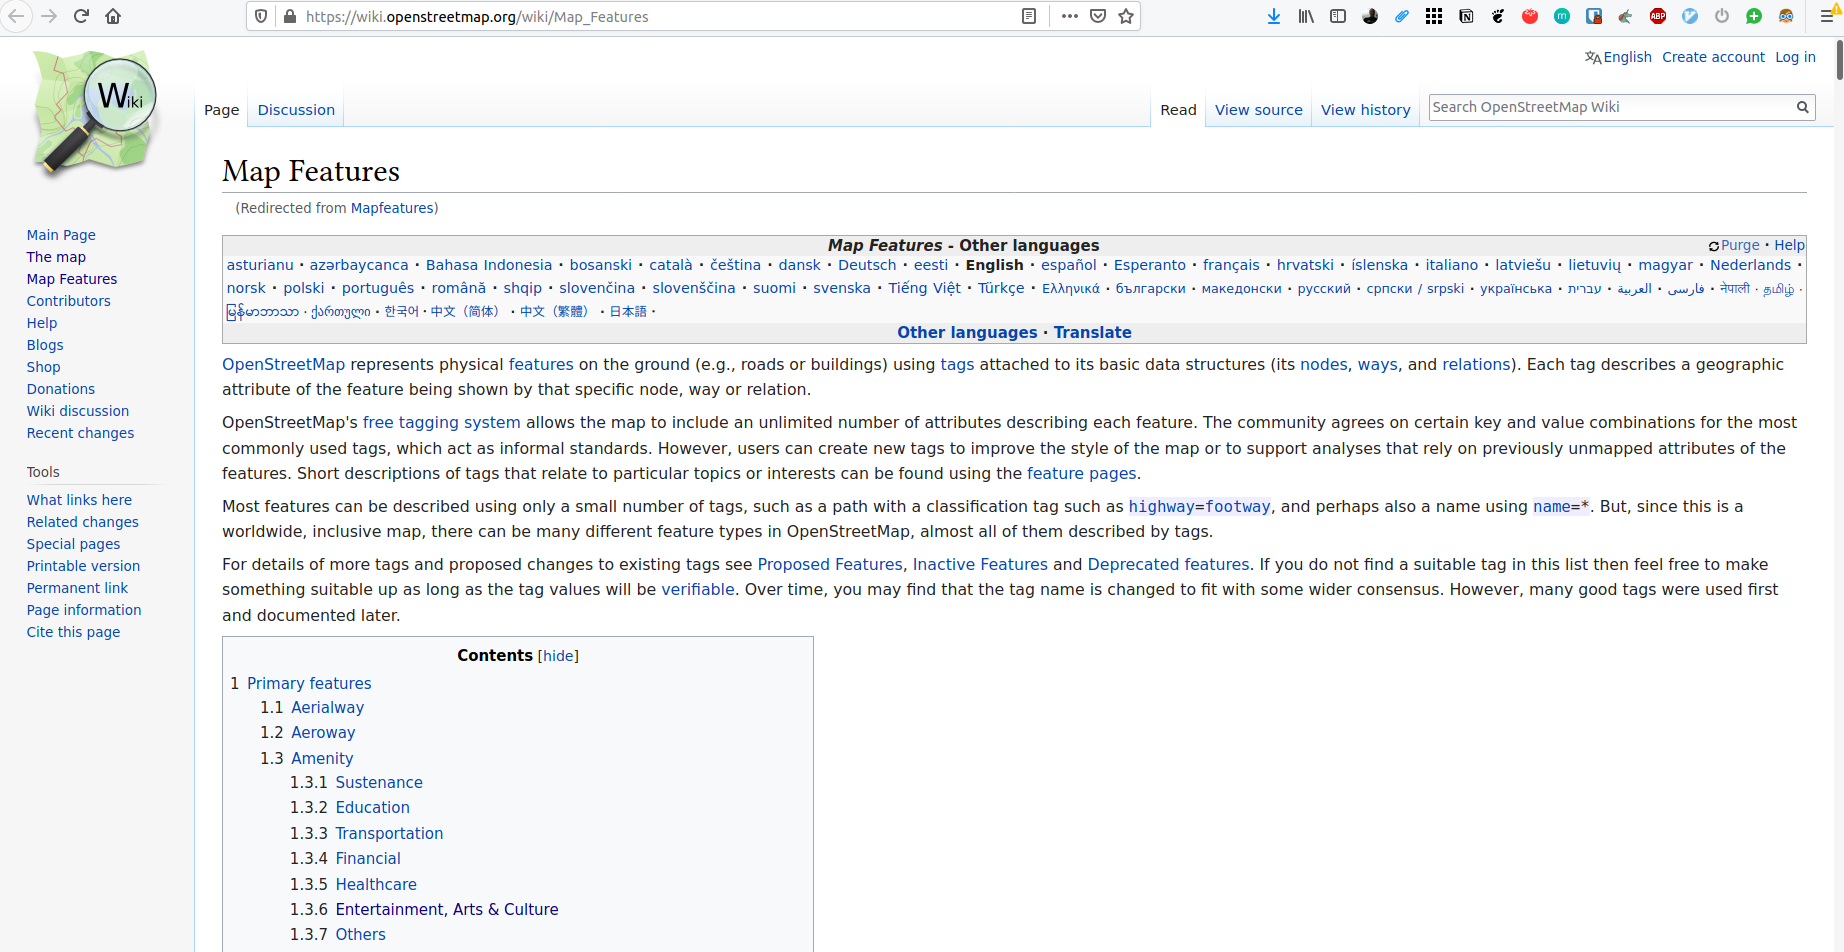 https://wiki.openstreetmap.org/wiki/Map_Features
English Create account Log in
Wiki
Page Discussion Read View source View history Search OpenStreetMap Wiki
Map Features
(Redirected from Mapfeatures)
Main Page
The map
Map Features
Contributors
Help
Blogs
Shop
Donations
Wiki discussion
Recent changes
Tools
What links here
Related changes
Special pages
Printable version
Permanent link
Page information
Cite this page
Map Features - Other languages Purge · Help
asturianu · azərbaycanca · Bahasa Indonesia · bosanski · català · čeština · dansk · Deutsch · eesti · English · español · Esperanto · français · hrvatski · íslenska · italiano · latviešu · lietuvių · magyar · Nederlands ·
norsk · polski · português · română · shqip · slovenčina · slovenščina · suomi · svenska · Tiếng Việt · Türkçe · Ελληνικά · български · македонски · русский · српски / srpski · українська · עברית · العربية · فارسی · नेपाली · தமிழ் ·
မြန်မာဘာသာ · ქართული · 한국어 · 中文（简体） · 中文（繁體） · 日本語 ·
Other languages · Translate
OpenStreetMap represents physical features on the ground (e.g., roads or buildings) using tags attached to its basic data structures (its nodes, ways, and relations). Each tag describes a geographic
attribute of the feature being shown by that specific node, way or relation.
OpenStreetMap's free tagging system allows the map to include an unlimited number of attributes describing each feature. The community agrees on certain key and value combinations for the most
commonly used tags, which act as informal standards. However, users can create new tags to improve the style of the map or to support analyses that rely on previously unmapped attributes of the
features. Short descriptions of tags that relate to particular topics or interests can be found using the feature pages.
Most features can be described using only a small number of tags, such as a path with a classification tag such as highway=footway, and perhaps also a name using name=*. But, since this is a
worldwide, inclusive map, there can be many different feature types in OpenStreetMap, almost all of them described by tags.
For details of more tags and proposed changes to existing tags see Proposed Features, Inactive Features and Deprecated features. If you do not find a suitable tag in this list then feel free to make
something suitable up as long as the tag values will be verifiable. Over time, you may find that the tag name is changed to fit with some wider consensus. However, many good tags were used first
and documented later.
Contents [hide]
1 Primary features
1.1 Aerialway
1.2 Aeroway
1.3 Amenity
1.3.1 Sustenance
1.3.2 Education
1.3.3 Transportation
1.3.4 Financial
1.3.5 Healthcare
1.3.6 Entertainment, Arts & Culture
1.3.7 Others